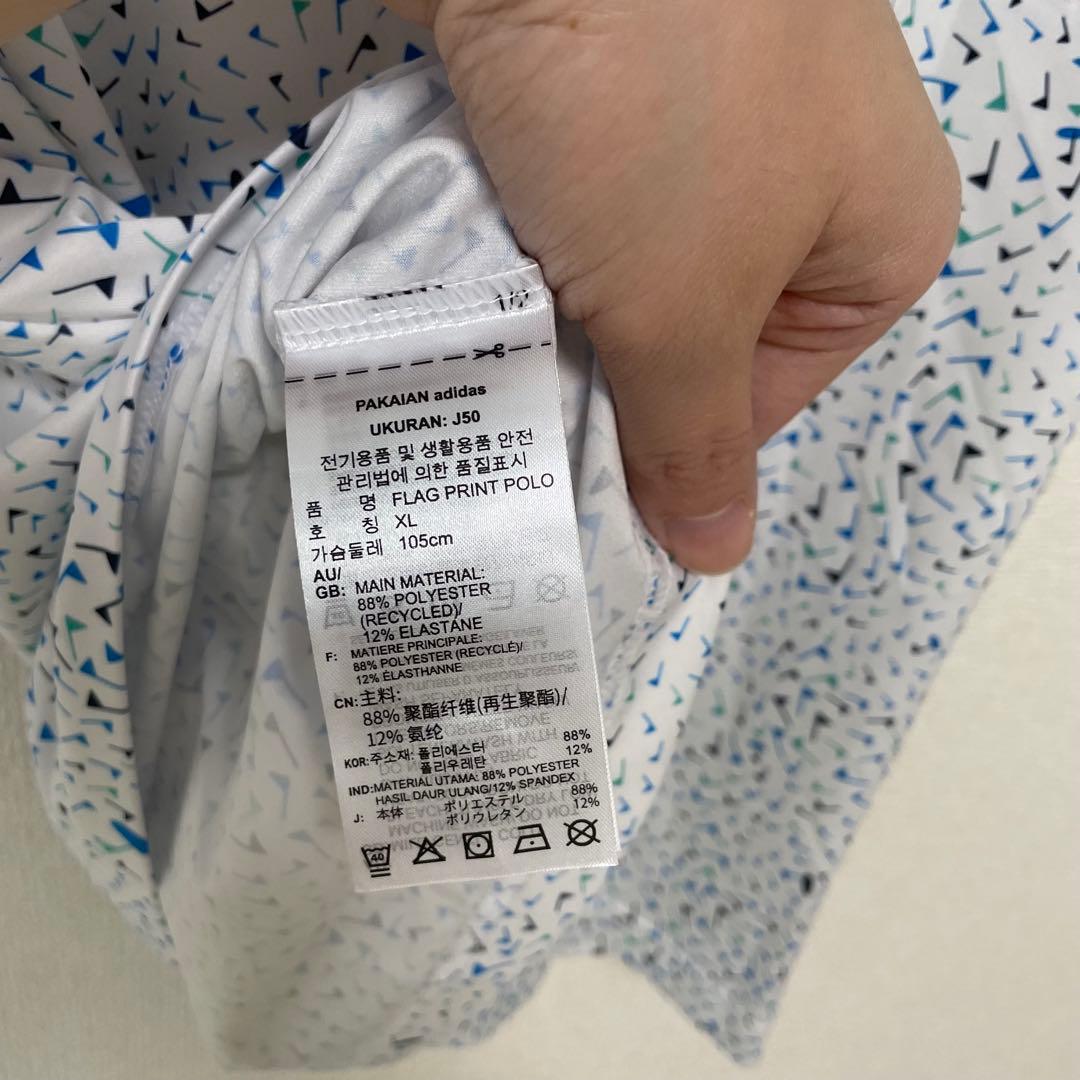 PAKAIAN adidas
UKURAN: J50
전기용품 및 생활용품 안전
관리법에 의한 품질표시
품 명 FLAG PRINT POLO
호 칭 XL
가슴둘레 105cm
AU/
GB: MAIN MATERIAL:
88% POLYESTER
(RECYCLED)/
12% ELASTANE
F: MATIERE PRINCIPALE:
88% POLYESTER (RECYCLÉ)/
12% ÉLASTHANNE
CN: 主料:
88% 聚酯纤维(再生聚酯)/
12% 氨纶
KOR: 주소재: 폴리에스터 88%
폴리우레탄 12%
IND: MATERIAL UTAMA: 88% POLYESTER
HASIL DAUR ULANG/12% SPANDEX
J: 本体 ポリエステル 88%
ポリウレタン 12%
40